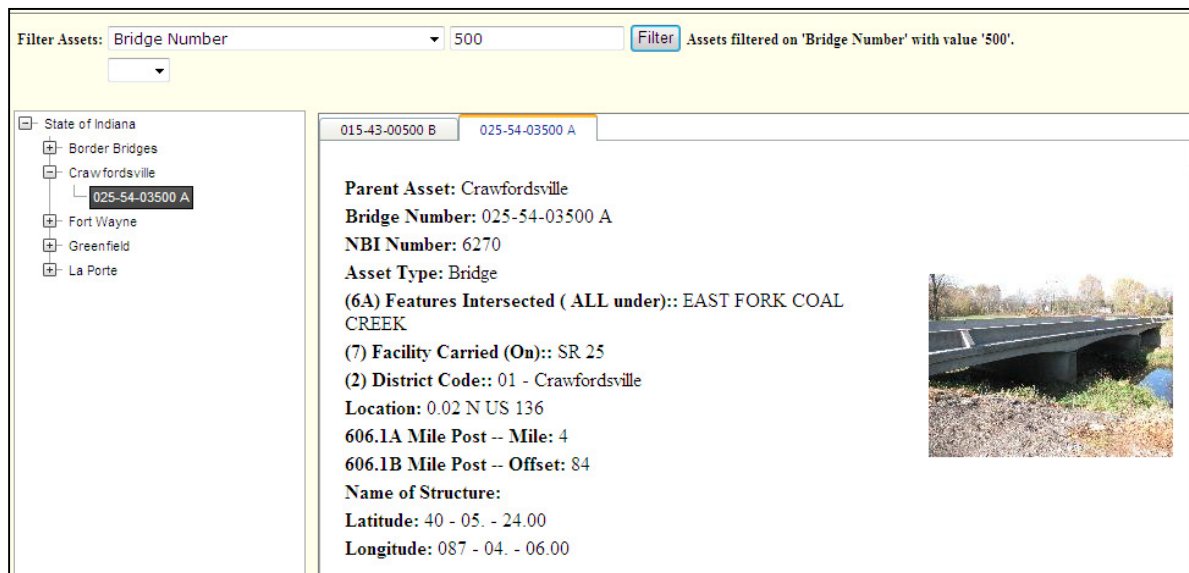 Filter Assets: Bridge Number 500 Filter Assets filtered on 'Bridge Number' with value '500'.
State of Indiana
Border Bridges
Crawfordsville
025-54-03500 A
Fort Wayne
Greenfield
La Porte
015-43-00500 B 025-54-03500 A
Parent Asset: Crawfordsville
Bridge Number: 025-54-03500 A
NBI Number: 6270
Asset Type: Bridge
(6A) Features Intersected ( ALL under):: EAST FORK COAL
CREEK
(7) Facility Carried (On):: SR 25
(2) District Code:: 01 - Crawfordsville
Location: 0.02 N US 136
606.1A Mile Post -- Mile: 4
606.1B Mile Post -- Offset: 84
Name of Structure:
Latitude: 40 - 05. - 24.00
Longitude: 087 - 04. - 06.00